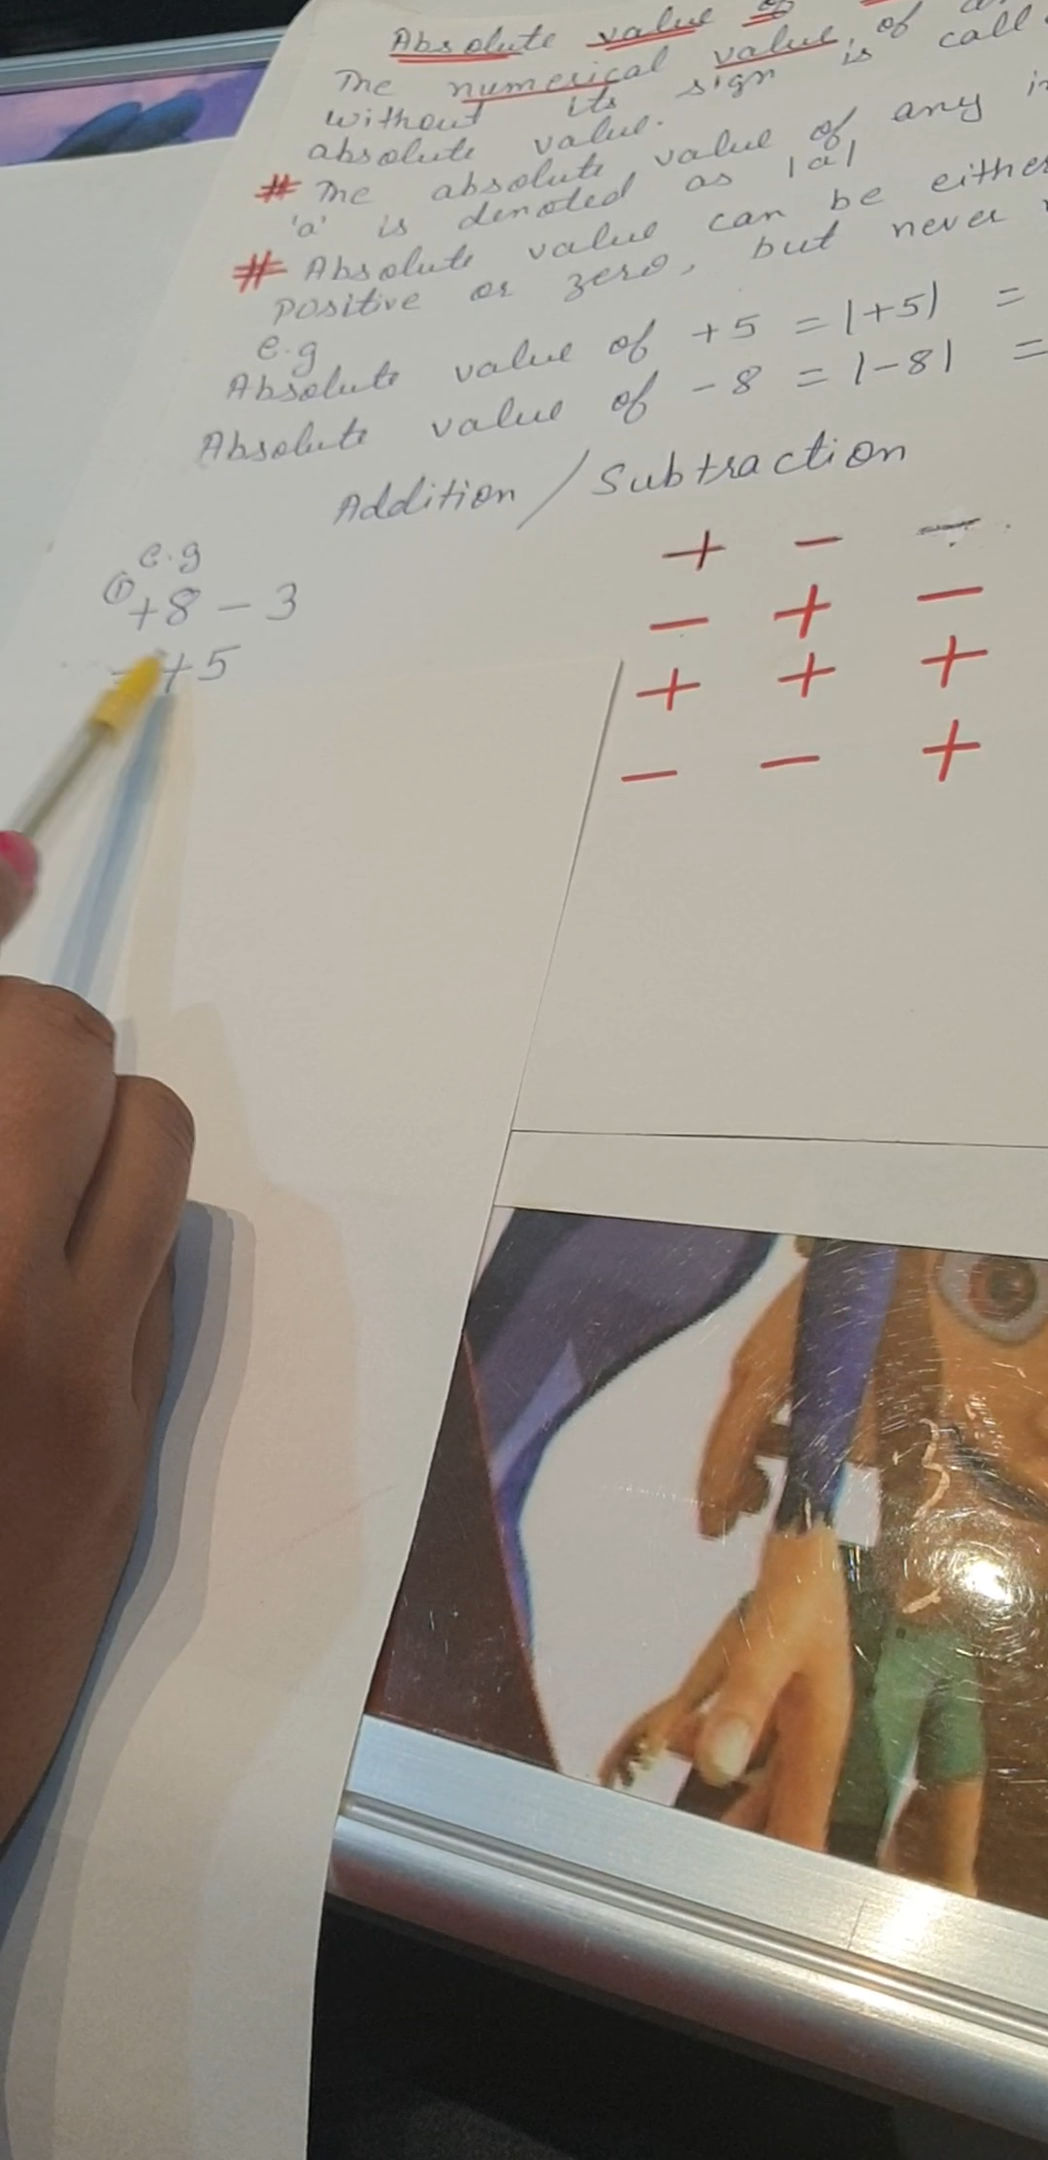 Absolute value of
The numerical value of
without its sign is call
absolute value.
# The absolute value of any
'a' is denoted as |a|
# Absolute value can be either
positive or zero, but never
e.g
Absolute value of +5 = |+5| =
Absolute value of -8 = |-8| =
Addition / Subtraction
+ - -
- + -
+ + +
- - +
e.g
① +8 - 3
= +5